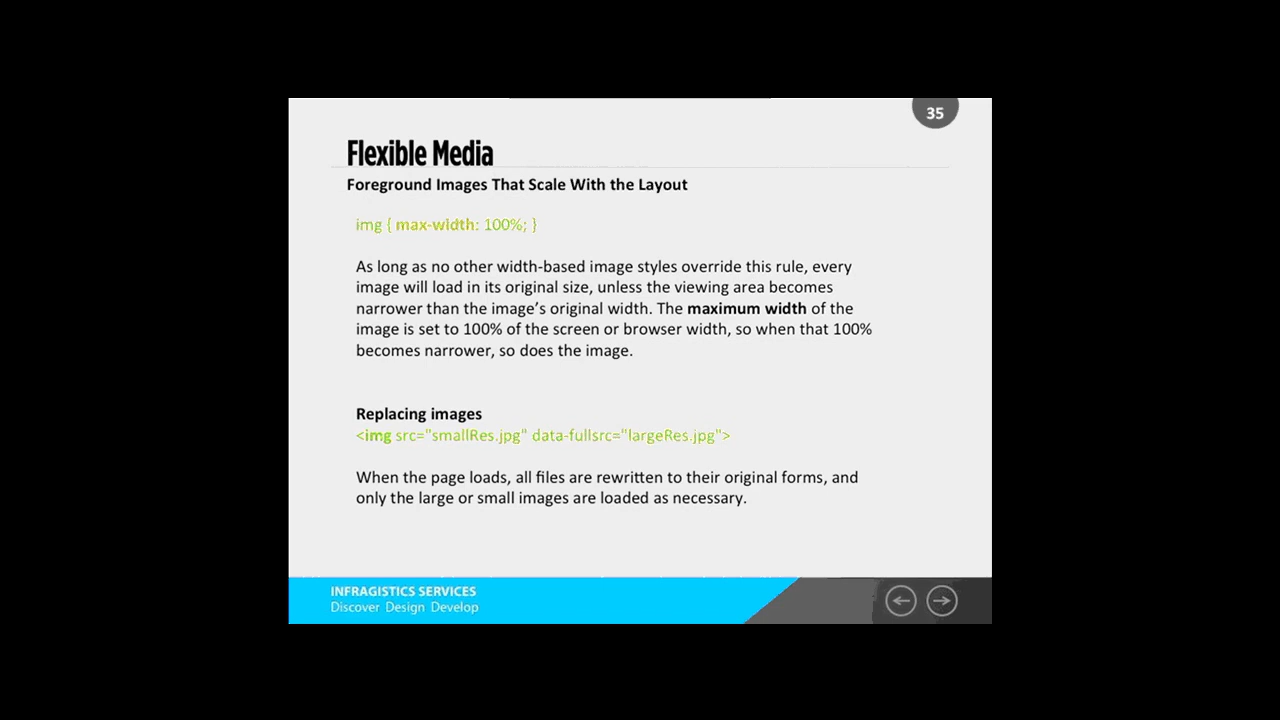 35
Flexible Media
Foreground Images That Scale With the Layout
img { max-width: 100%; }
As long as no other width-based image styles override this rule, every
image will load in its original size, unless the viewing area becomes
narrower than the image’s original width. The maximum width of the
image is set to 100% of the screen or browser width, so when that 100%
becomes narrower, so does the image.
Replacing images
<img src="smallRes.jpg" data-fullsrc="largeRes.jpg">
When the page loads, all files are rewritten to their original forms, and
only the large or small images are loaded as necessary.
INFRAGISTICS SERVICES
Discover Design Develop